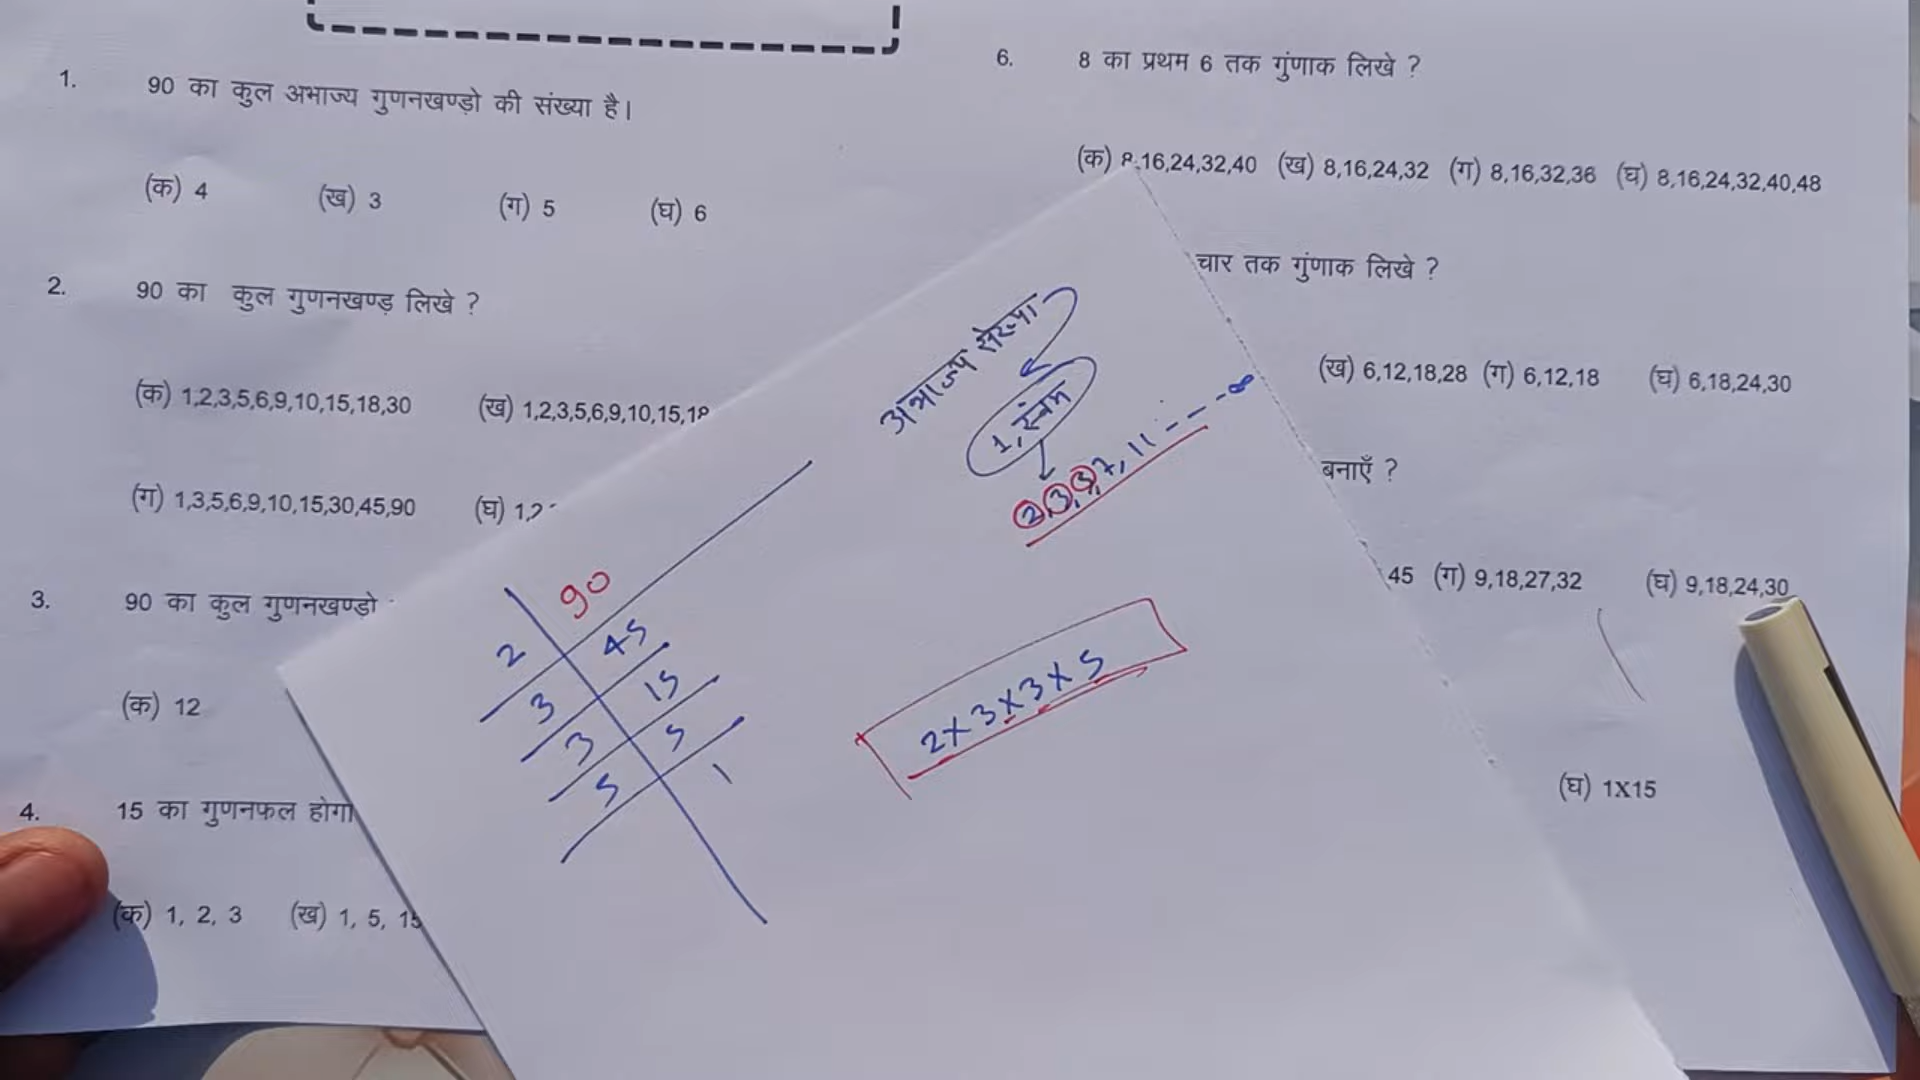 1. 90 का कुल अभाज्य गुणनखण्ड़ो की संख्या है।
(क) 4 (ख) 3 (ग) 5 (घ) 6
2. 90 का कुल गुणनखण्ड़ लिखे ?
(क) 1,2,3,5,6,9,10,15,18,30 (ख) 1,2,3,5,6,9,10,15,18
(ग) 1,3,5,6,9,10,15,30,45,90 (घ) 1,2
3. 90 का कुल गुणनखण्ड़ो
(क) 12
4. 15 का गुणनफल होगा
(क) 1, 2, 3 (ख) 1, 5, 15
6. 8 का प्रथम 6 तक गुंणाक लिखे ?
(क) 8,16,24,32,40 (ख) 8,16,24,32 (ग) 8,16,32,36 (घ) 8,16,24,32,40,48
चार तक गुंणाक लिखे ?
(ख) 6,12,18,28 (ग) 6,12,18 (घ) 6,18,24,30
बनाएँ ?
45 (ग) 9,18,27,32 (घ) 9,18,24,30
(घ) 1X15
अभाज्य संख्या
1, स्वंम
2,3,5,7,11 - - - ∞
90
2 45
3 15
3 5
5 1
2x3x3x5